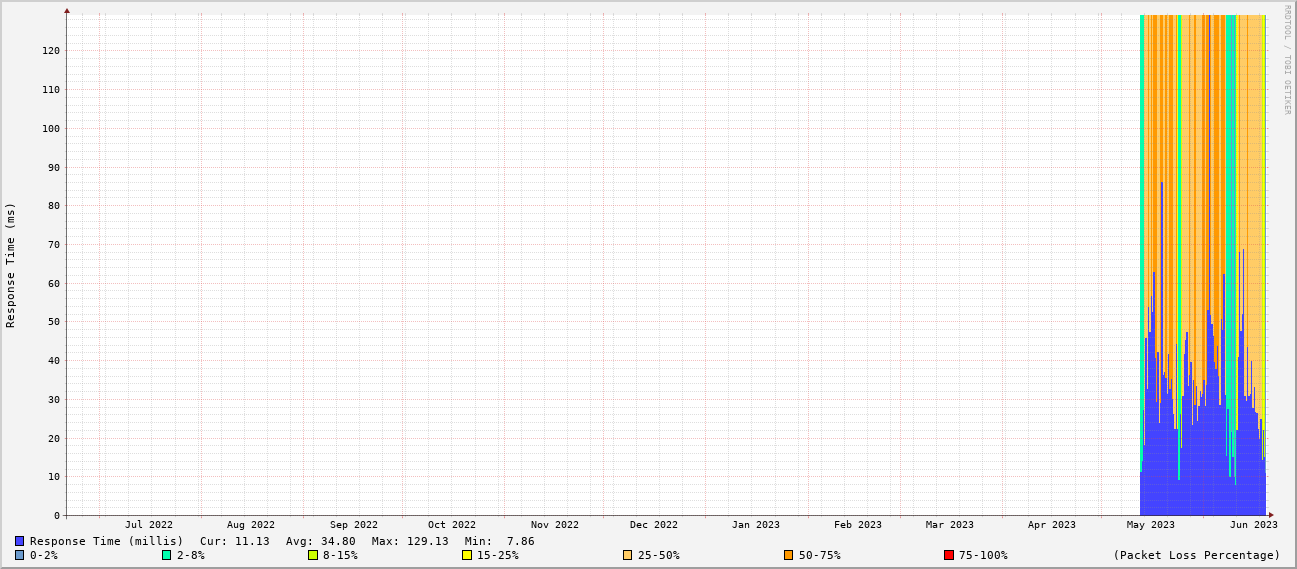 RRDTOOL / TOBI OETIKER
Response Time (ms)
120
110
100
90
80
70
60
50
40
30
20
10
0
Jul 2022 Aug 2022 Sep 2022 Oct 2022 Nov 2022 Dec 2022 Jan 2023 Feb 2023 Mar 2023 Apr 2023 May 2023 Jun 2023
Response Time (millis) Cur: 11.13 Avg: 34.80 Max: 129.13 Min: 7.86
0-2% 2-8% 8-15% 15-25% 25-50% 50-75% 75-100% (Packet Loss Percentage)